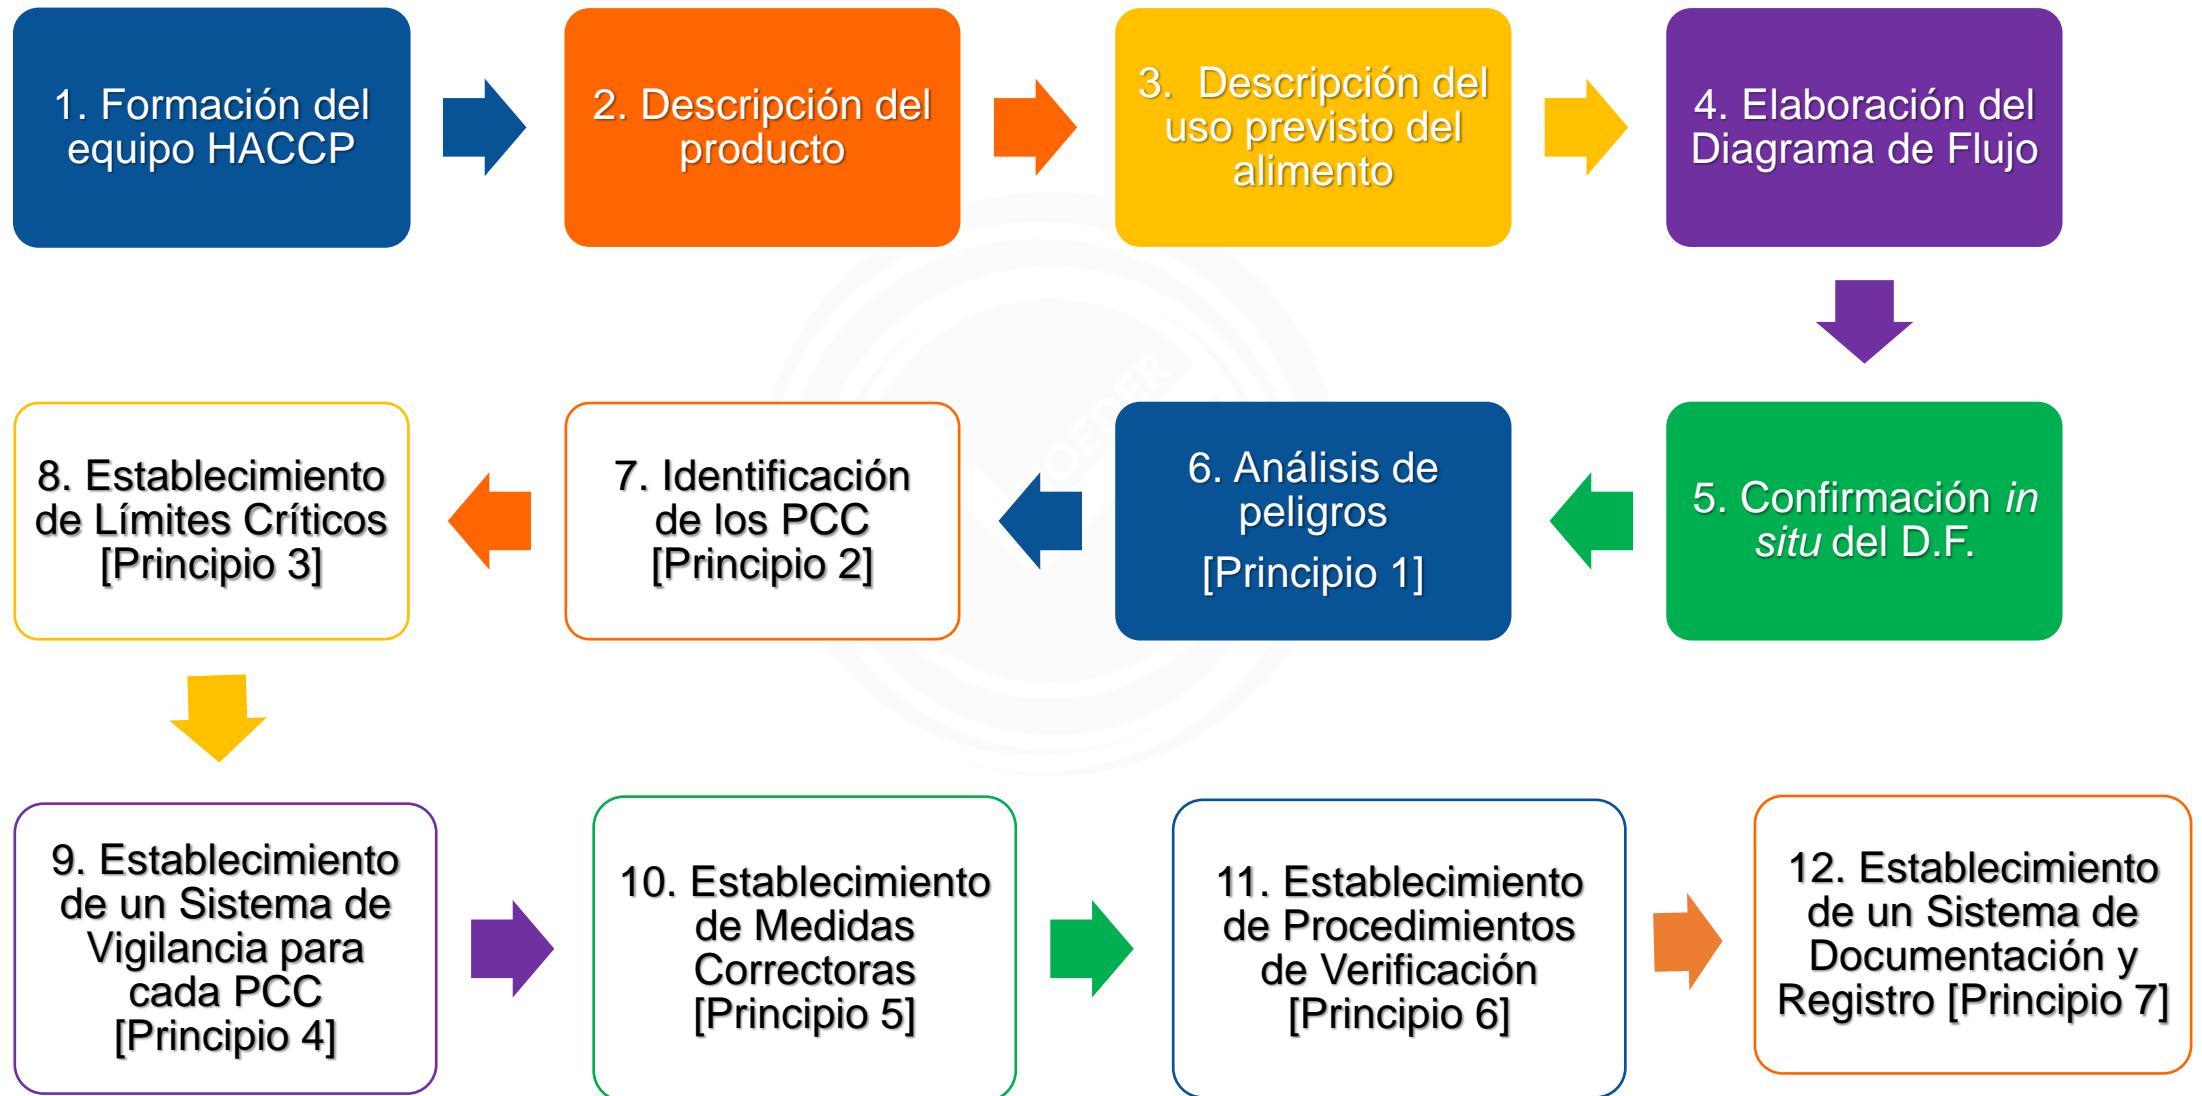 1. Formación del
equipo HACCP
2. Descripción del
producto
3. Descripción del
uso previsto del
alimento
4. Elaboración del
Diagrama de Flujo
5. Confirmación in
situ del D.F.
6. Análisis de
peligros
[Principio 1]
7. Identificación
de los PCC
[Principio 2]
8. Establecimiento
de Límites Críticos
[Principio 3]
9. Establecimiento
de un Sistema de
Vigilancia para
cada PCC
[Principio 4]
10. Establecimiento
de Medidas
Correctoras
[Principio 5]
11. Establecimiento
de Procedimientos
de Verificación
[Principio 6]
12. Establecimiento
de un Sistema de
Documentación y
Registro [Principio 7]